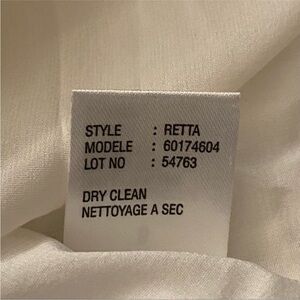 STYLE : RETTA
MODELE : 60174604
LOT NO : 54763
DRY CLEAN
NETTOYAGE A SEC